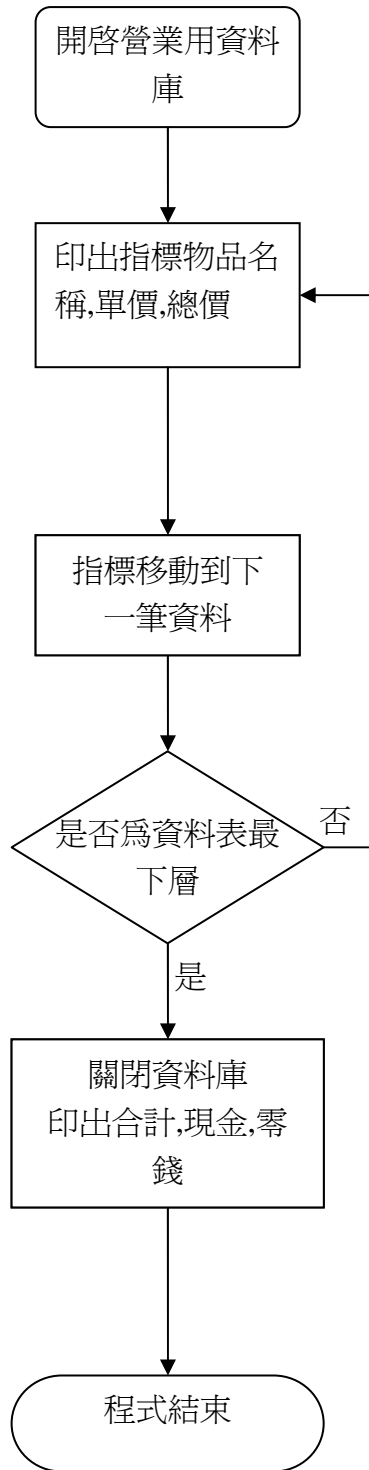 開啟營業用資料
庫
印出指標物品名
稱,單價,總價
指標移動到下
一筆資料
是否為資料表最
下層
否
是
關閉資料庫
印出合計,現金,零
錢
程式結束